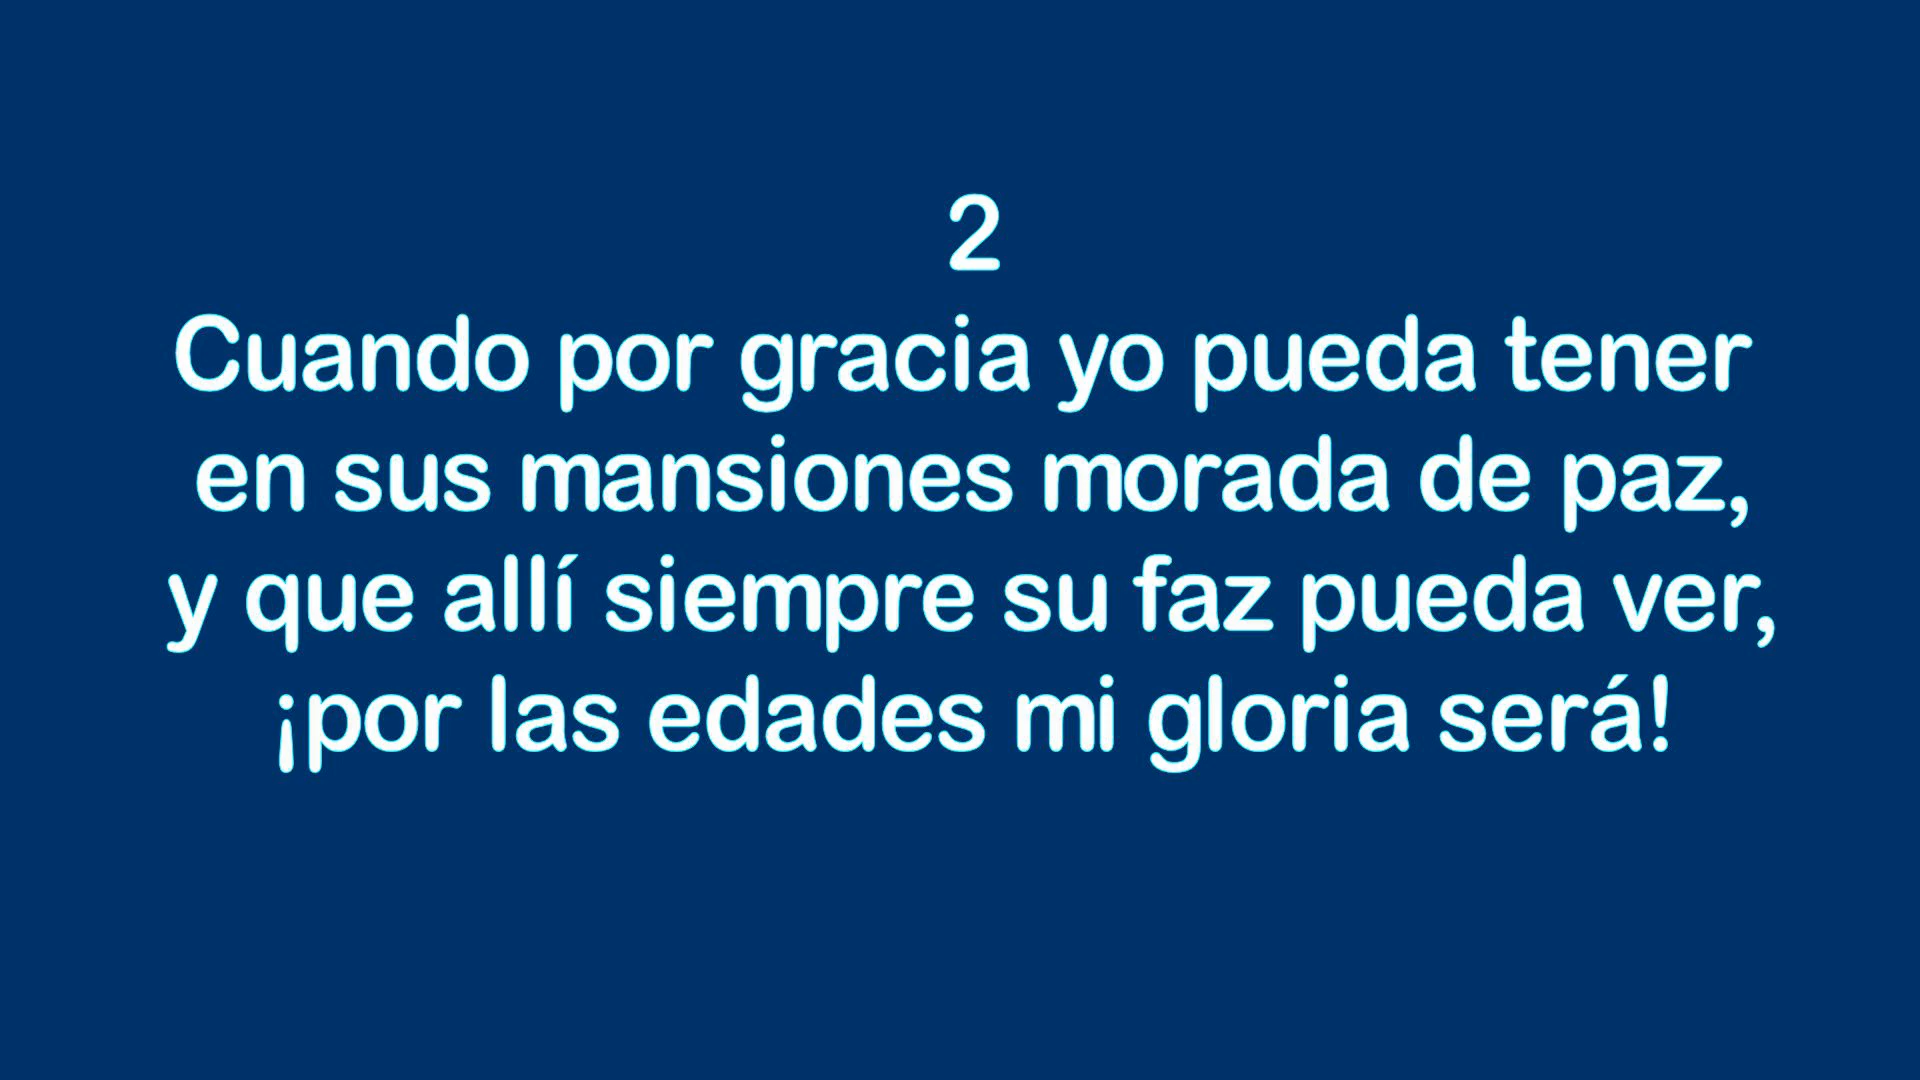 2
Cuando por gracia yo pueda tener
en sus mansiones morada de paz,
y que allí siempre su faz pueda ver,
¡por las edades mi gloria será!